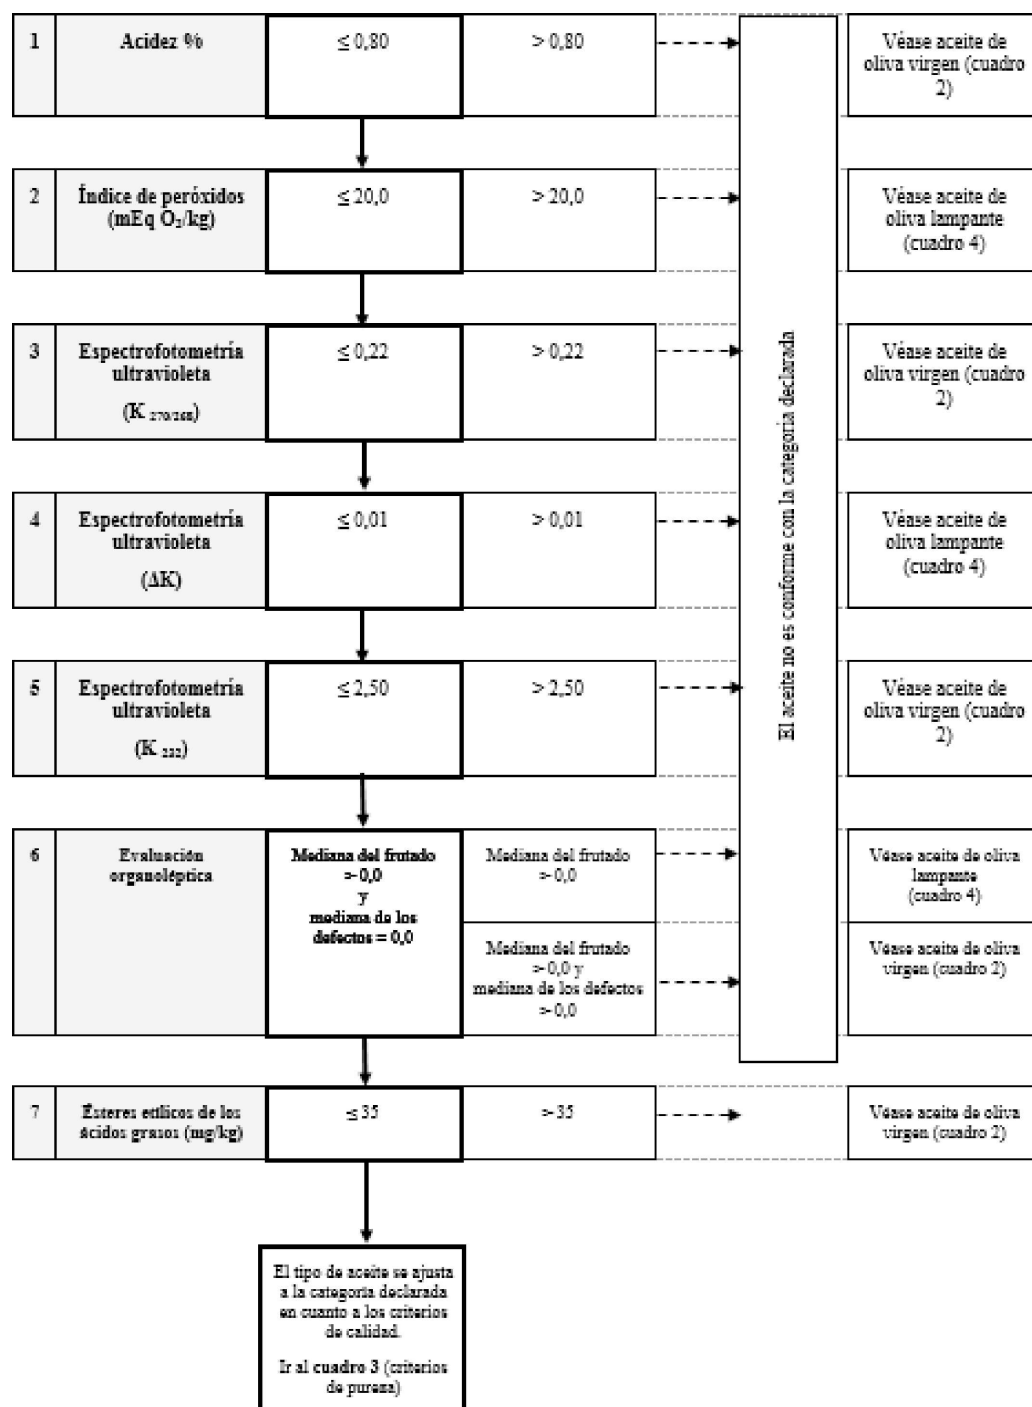 1
Acidez %
≤ 0,80
> 0,80
Véase aceite de
oliva virgen (cuadro
2)
2
Índice de peróxidos
(mEq O₂/kg)
≤ 20,0
> 20,0
Véase aceite de
oliva lampante
(cuadro 4)
3
Espectrofotometría
ultravioleta
(K 270/268)
≤ 0,22
> 0,22
Véase aceite de
oliva virgen (cuadro
2)
4
Espectrofotometría
ultravioleta
(ΔK)
≤ 0,01
> 0,01
Véase aceite de
oliva lampante
(cuadro 4)
5
Espectrofotometría
ultravioleta
(K 232)
≤ 2,50
> 2,50
Véase aceite de
oliva virgen (cuadro
2)
El aceite no es conforme con la categoría declarada
6
Evaluación
organoléptica
Mediana del frutado
> 0,0
y
mediana de los
defectos = 0,0
Mediana del frutado
> 0,0
Véase aceite de oliva
lampante
(cuadro 4)
Mediana del frutado
> 0,0 y
mediana de los defectos
> 0,0
Véase aceite de oliva
virgen (cuadro 2)
7
Ésteres etílicos de los
ácidos grasos (mg/kg)
≤ 35
> 35
Véase aceite de oliva
virgen (cuadro 2)
El tipo de aceite se ajusta
a la categoría declarada
en cuanto a los criterios
de calidad.
Ir al cuadro 3 (criterios
de pureza)